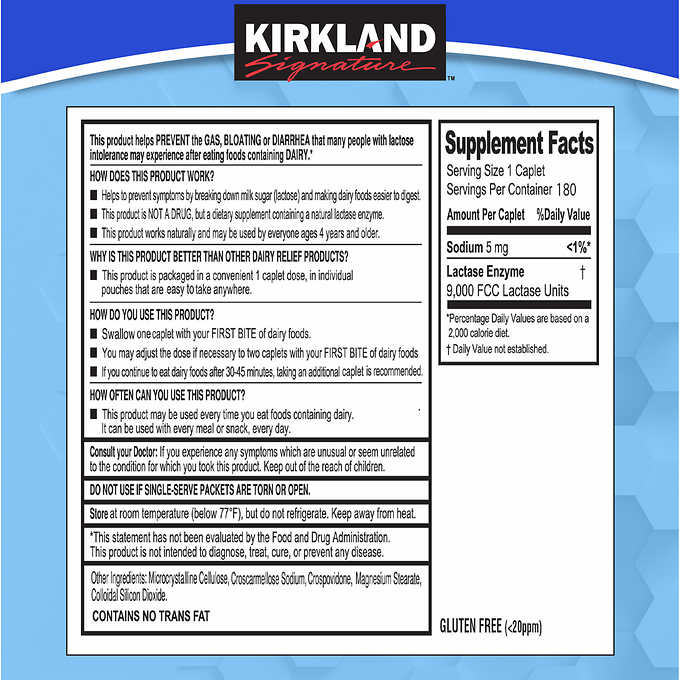 KIRKLAND
Signature™
This product helps PREVENT the GAS, BLOATING or DIARRHEA that many people with lactose
intolerance may experience after eating foods containing DAIRY.*
HOW DOES THIS PRODUCT WORK?
■ Helps to prevent symptoms by breaking down milk sugar (lactose) and making dairy foods easier to digest.
■ This product is NOT A DRUG, but a dietary supplement containing a natural lactase enzyme.
■ This product works naturally and may be used by everyone ages 4 years and older.
WHY IS THIS PRODUCT BETTER THAN OTHER DAIRY RELIEF PRODUCTS?
■ This product is packaged in a convenient 1 caplet dose, in individual
pouches that are easy to take anywhere.
HOW DO YOU USE THIS PRODUCT?
■ Swallow one caplet with your FIRST BITE of dairy foods.
■ You may adjust the dose if necessary to two caplets with your FIRST BITE of dairy foods
■ If you continue to eat dairy foods after 30-45 minutes, taking an additional caplet is recommended.
HOW OFTEN CAN YOU USE THIS PRODUCT?
■ This product may be used every time you eat foods containing dairy.
It can be used with every meal or snack, every day.
Consult your Doctor: If you experience any symptoms which are unusual or seem unrelated
to the condition for which you took this product. Keep out of the reach of children.
DO NOT USE IF SINGLE-SERVE PACKETS ARE TORN OR OPEN.
Store at room temperature (below 77°F), but do not refrigerate. Keep away from heat.
*This statement has not been evaluated by the Food and Drug Administration.
This product is not intended to diagnose, treat, cure, or prevent any disease.
Other Ingredients: Microcrystalline Cellulose, Croscarmellose Sodium, Crospovidone, Magnesium Stearate,
Colloidal Silicon Dioxide.
CONTAINS NO TRANS FAT
Supplement Facts
Serving Size 1 Caplet
Servings Per Container 180
Amount Per Caplet %Daily Value
Sodium 5 mg <1%*
Lactase Enzyme †
9,000 FCC Lactase Units
*Percentage Daily Values are based on a
2,000 calorie diet.
† Daily Value not established.
GLUTEN FREE (<20ppm)